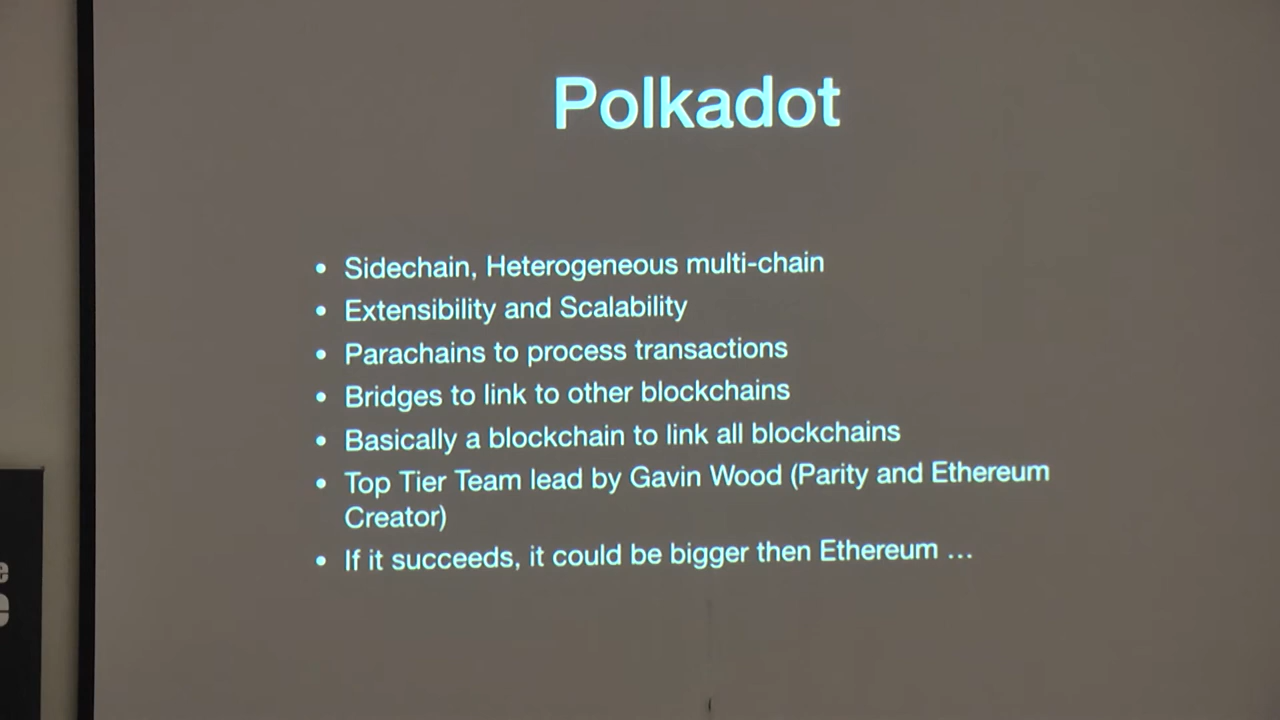 Polkadot
• Sidechain, Heterogeneous multi-chain
• Extensibility and Scalability
• Parachains to process transactions
• Bridges to link to other blockchains
• Basically a blockchain to link all blockchains
• Top Tier Team lead by Gavin Wood (Parity and Ethereum
Creator)
• If it succeeds, it could be bigger then Ethereum ...
e